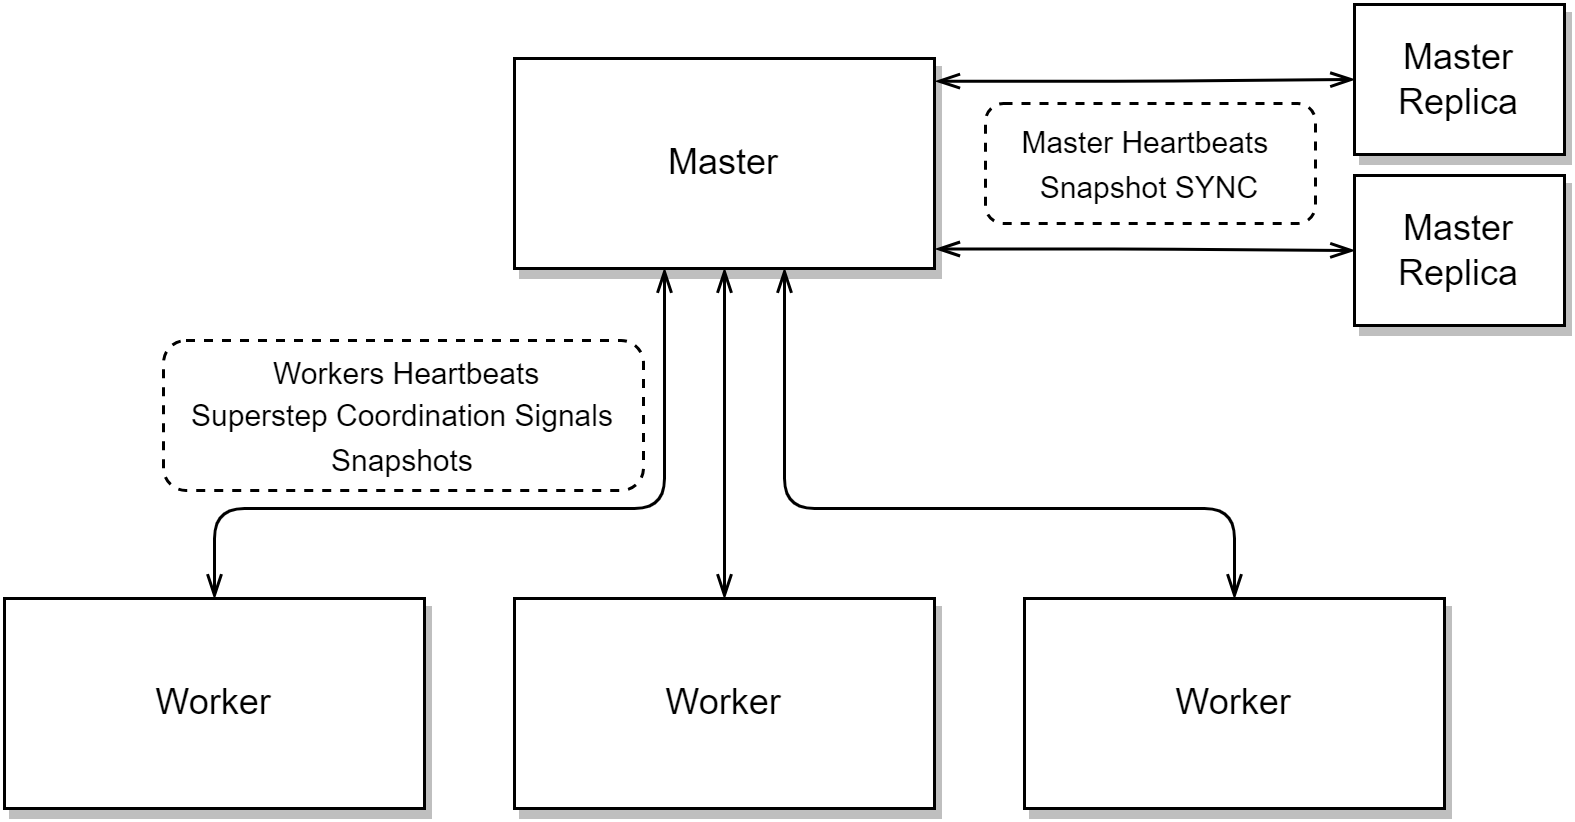 Master
Replica
Master
Master Heartbeats
Snapshot SYNC
Master
Replica
Workers Heartbeats
Superstep Coordination Signals
Snapshots
Worker
Worker
Worker